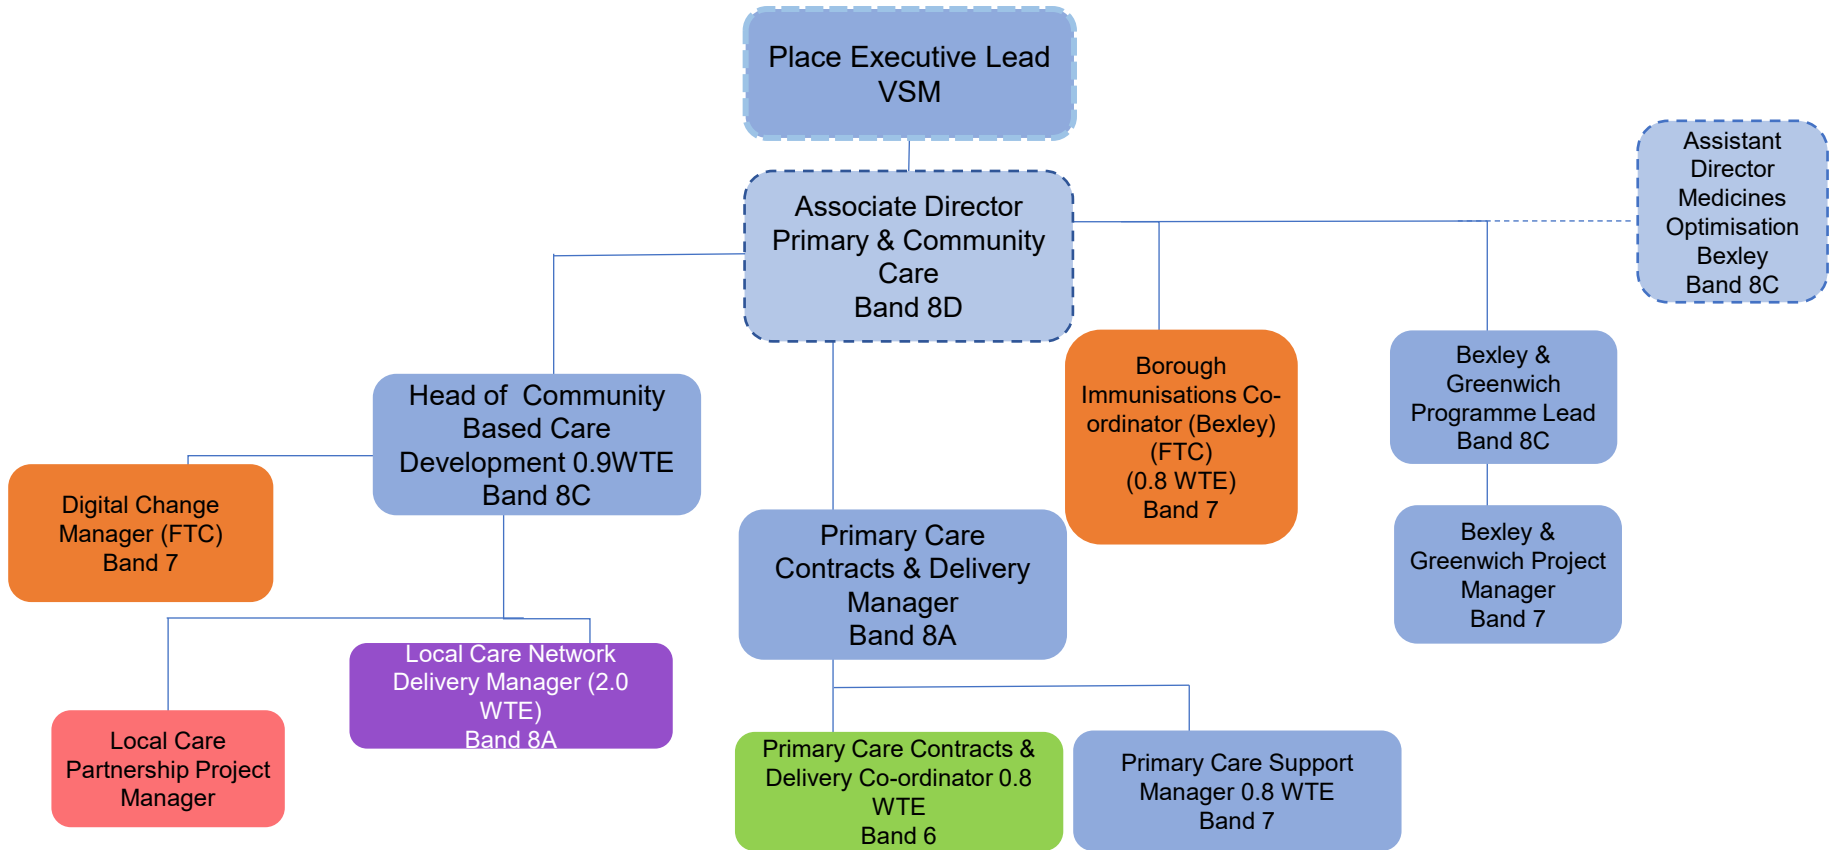 Place Executive Lead
VSM
Assistant
Director
Medicines
Optimisation
Bexley
Band 8C
Associate Director
Primary & Community
Care
Band 8D
Borough
Immunisations Co-
ordinator (Bexley)
(FTC)
(0.8 WTE)
Band 7
Bexley &
Greenwich
Programme Lead
Band 8C
Head of  Community
Based Care
Development 0.9WTE
Band 8C
Digital Change
Manager (FTC)
Band 7
Primary Care
Contracts & Delivery
Manager
Band 8A
Bexley &
Greenwich Project
Manager
Band 7
Local Care Network
Delivery Manager (2.0
WTE)
Band 8A
Local Care
Partnership Project
Manager
Primary Care Contracts &
Delivery Co-ordinator 0.8
WTE
Band 6
Primary Care Support
Manager 0.8 WTE
Band 7